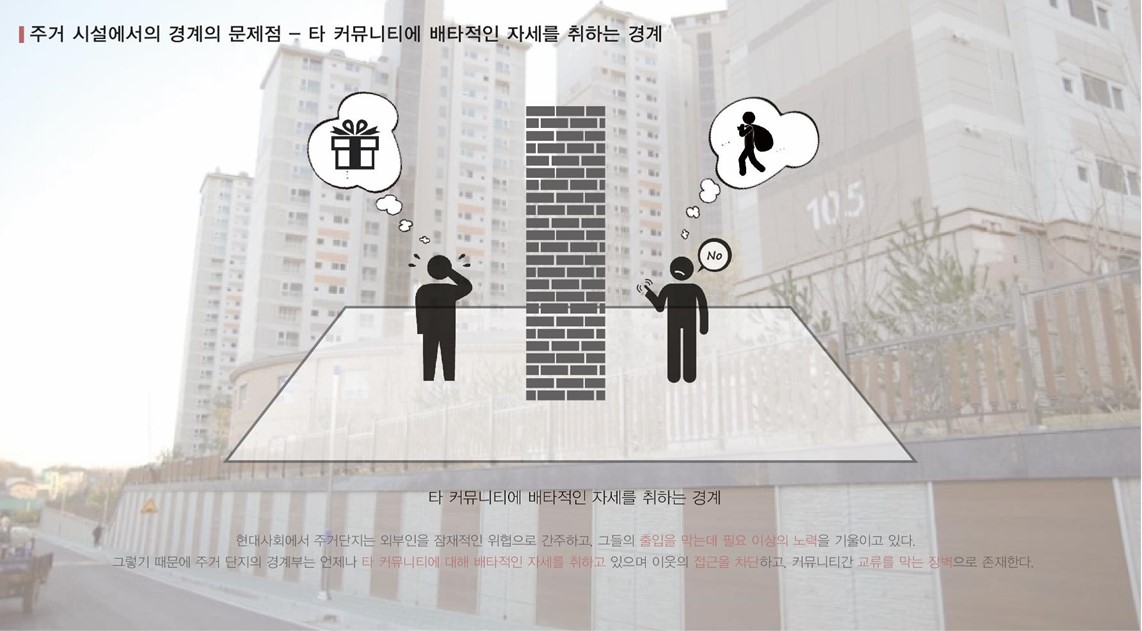 주거 시설에서의 경계의 문제점 – 타 커뮤니티에 배타적인 자세를 취하는 경계
105
No
타 커뮤니티에 배타적인 자세를 취하는 경계
현대사회에서 주거단지는 외부인을 잠재적인 위협으로 간주하고, 그들의 출입을 막는데 필요 이상의 노력을 기울이고 있다.
그렇기 때문에 주거 단지의 경계부는 언제나 타 커뮤니티에 대해 배타적인 자세를 취하고 있으며 이웃의 접근을 차단하고, 커뮤니티간 교류를 막는 장벽으로 존재한다.